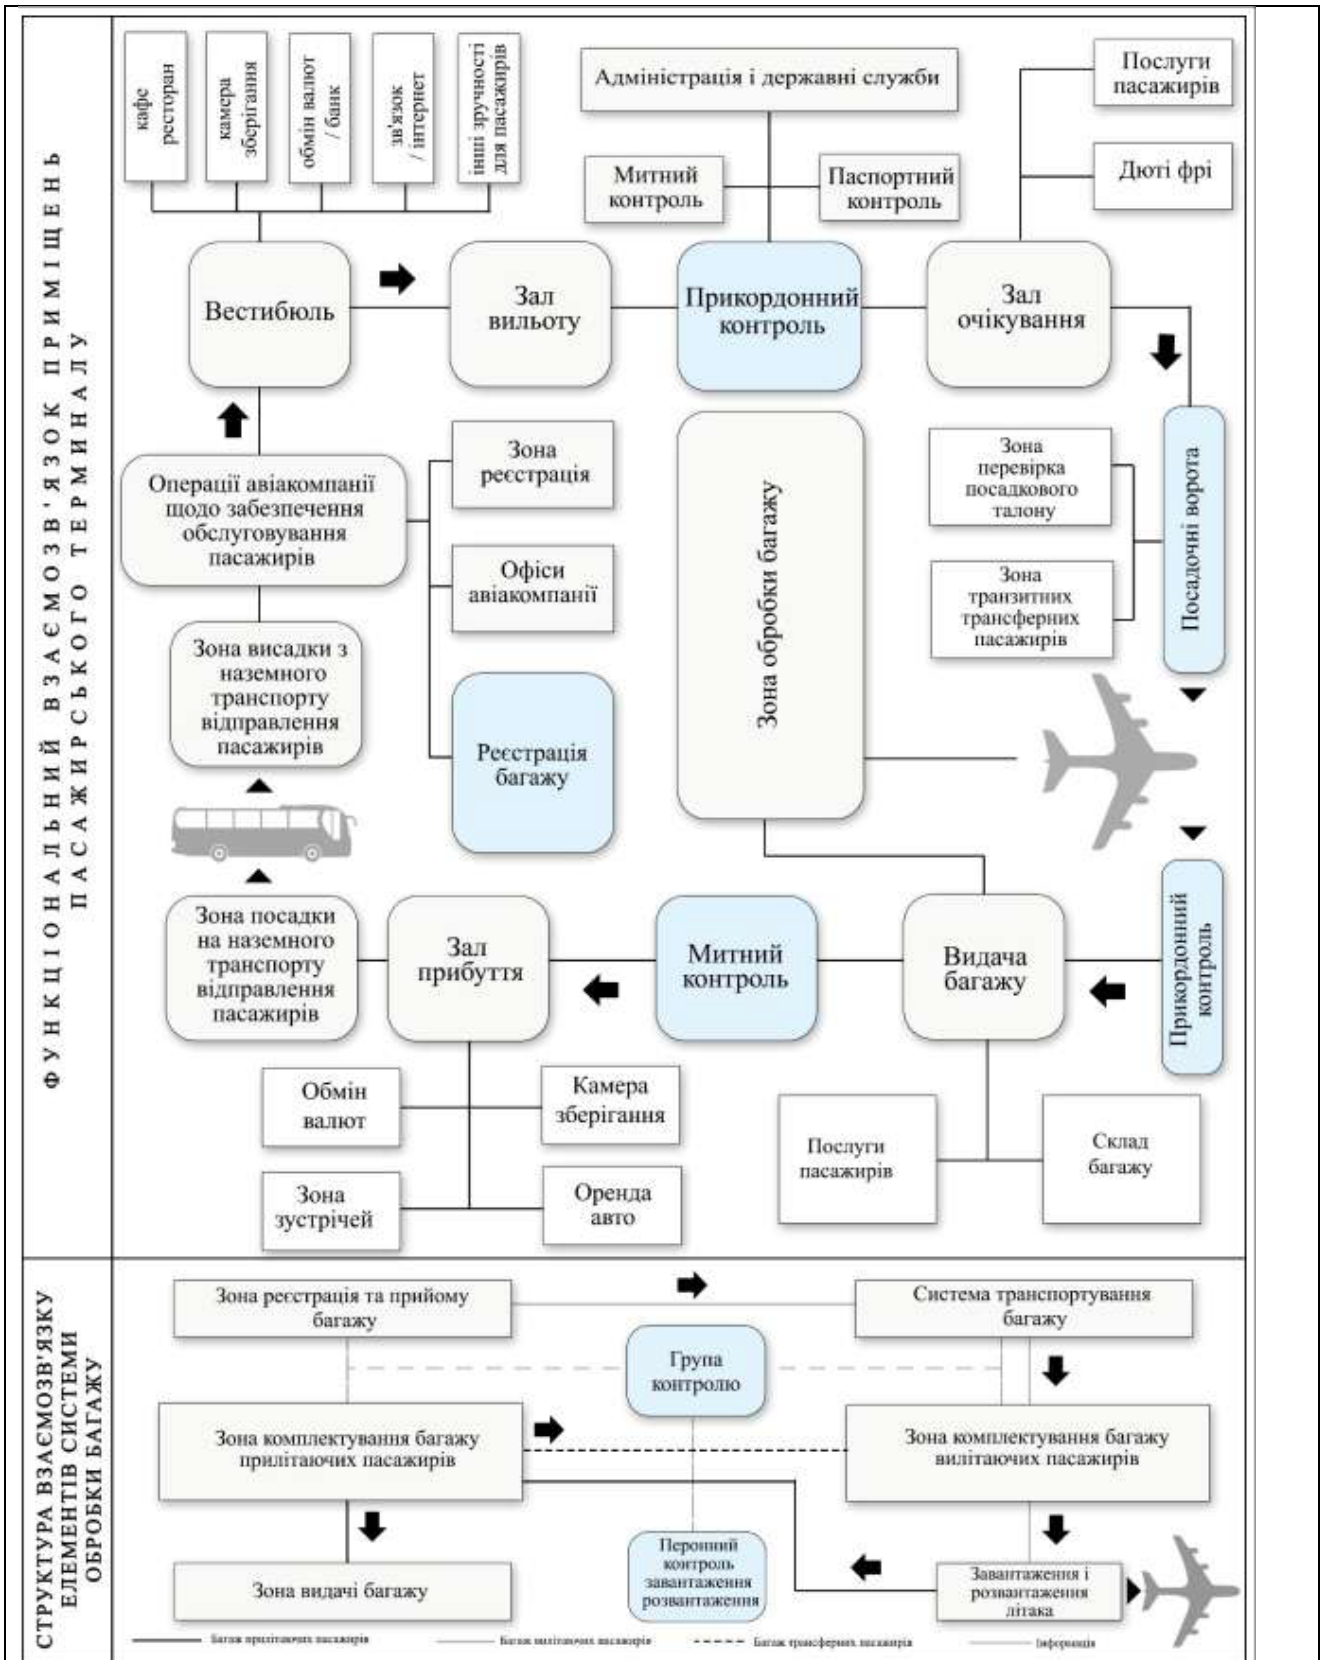 ФУНКЦІОНАЛЬНИЙ ВЗАЄМОЗВ'ЯЗОК ПРИМІЩЕНЬ
ПАСАЖИРСЬКОГО ТЕРМИНАЛУ
кафе
ресторан
камера
зберігання
обмін валют
/ банк
зв'язок
/ інтернет
інші зручності
для пасажирів
Адміністрація і державні служби
Митний
контроль
Паспортний
контроль
Послуги
пасажирів
Дюті фрі
Вестибюль
Зал
вильоту
Прикордонний
контроль
Зал
очікування
Операції авіакомпанії
щодо забезпечення
обслуговування
пасажирів
Зона
реєстрація
Офіси
авіакомпанії
Реєстрація
багажу
Зона обробки багажу
Зона
перевірка
посадкового
талону
Зона
транзитних
трансферних
пасажирів
Посадочні ворота
Зона висадки з
наземного
транспорту
відправлення
пасажирів
Зона посадки
на наземного
транспорту
відправлення
пасажирів
Зал
прибуття
Митний
контроль
Видача
багажу
Прикордонний
контроль
Обмін
валют
Камера
зберігання
Зона
зустрічей
Оренда
авто
Послуги
пасажирів
Склад
багажу
СТРУКТУРА ВЗАЄМОЗВ'ЯЗКУ
ЕЛЕМЕНТІВ СИСТЕМИ
ОБРОБКИ БАГАЖУ
Зона реєстрація та прийому
багажу
Система транспортування
багажу
Група
контролю
Зона комплектування багажу
прилітаючих пасажирів
Зона комплектування багажу
вилітаючих пасажирів
Зона видачі багажу
Перонний
контроль
завантаження
розвантаження
Завантаження і
розвантаження
літака
Багаж прилітаючих пасажирів
Багаж вилітаючих пасажирів
Багаж трансферних пасажирів
Інформація